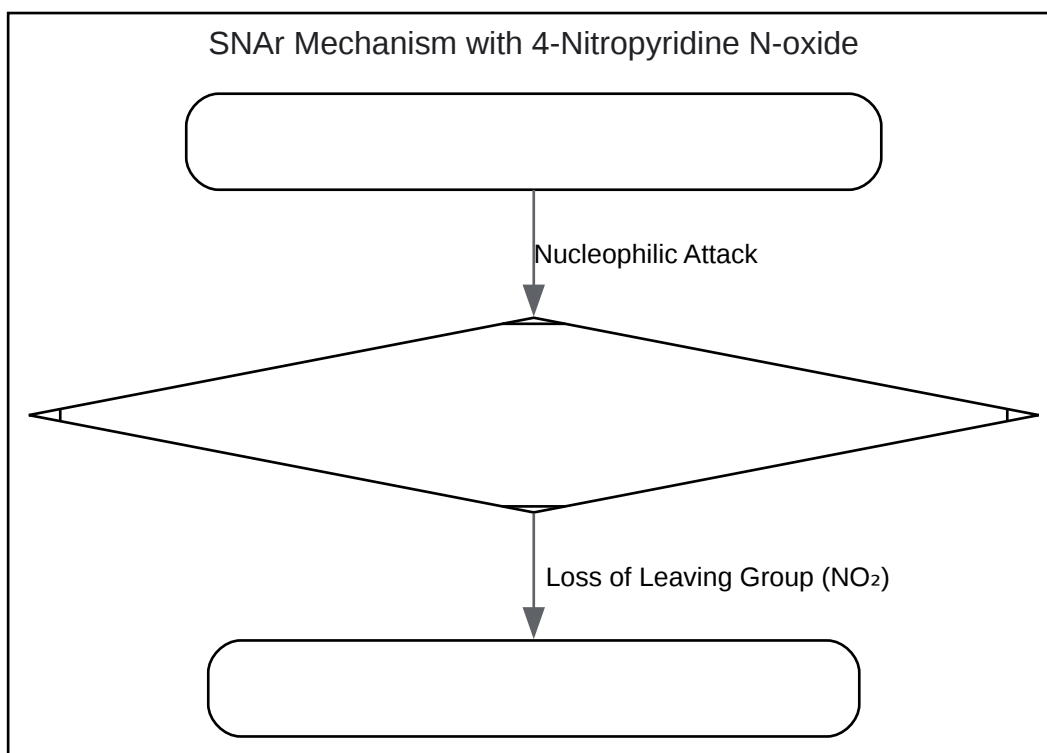 SNAr Mechanism with 4-Nitropyridine N-oxide
Nucleophilic Attack
Loss of Leaving Group (NO₂)